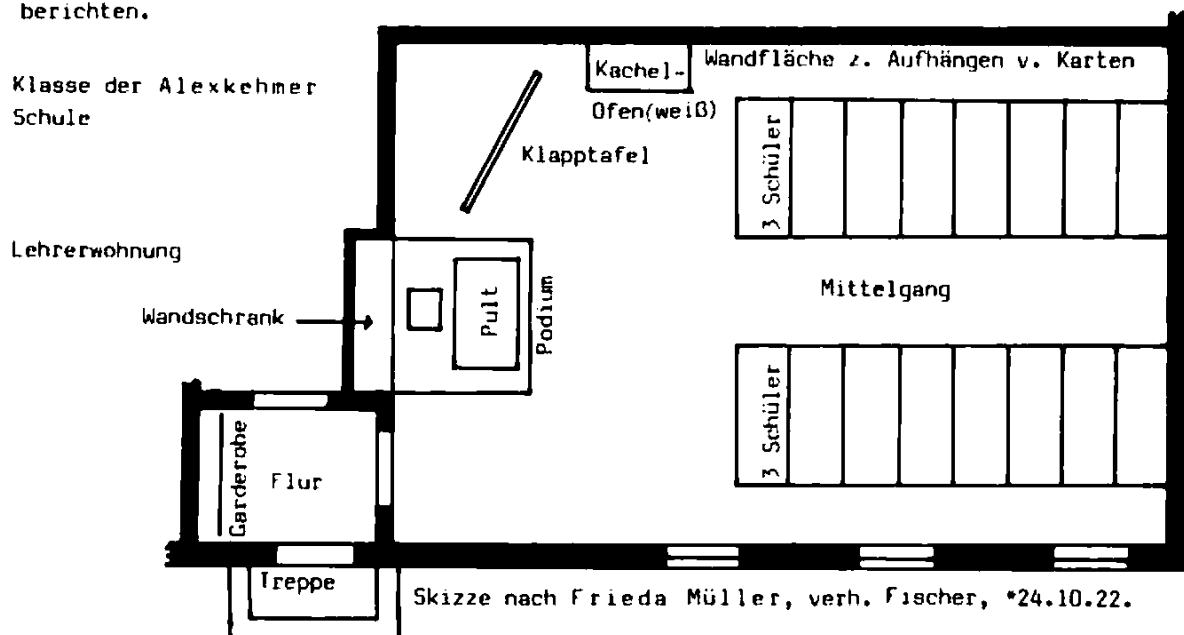 berichten.
Klasse der Alexkehmer
Schule
Kachel-
Ofen(weiß)
Wandfläche z. Aufhängen v. Karten
Klapptafel
3 Schüler
Lehrerwohnung
Wandschrank
Pult
Podium
Mittelgang
3 Schüler
Garderobe
Flur
Treppe
Skizze nach Frieda Müller, verh. Fischer, *24.10.22.